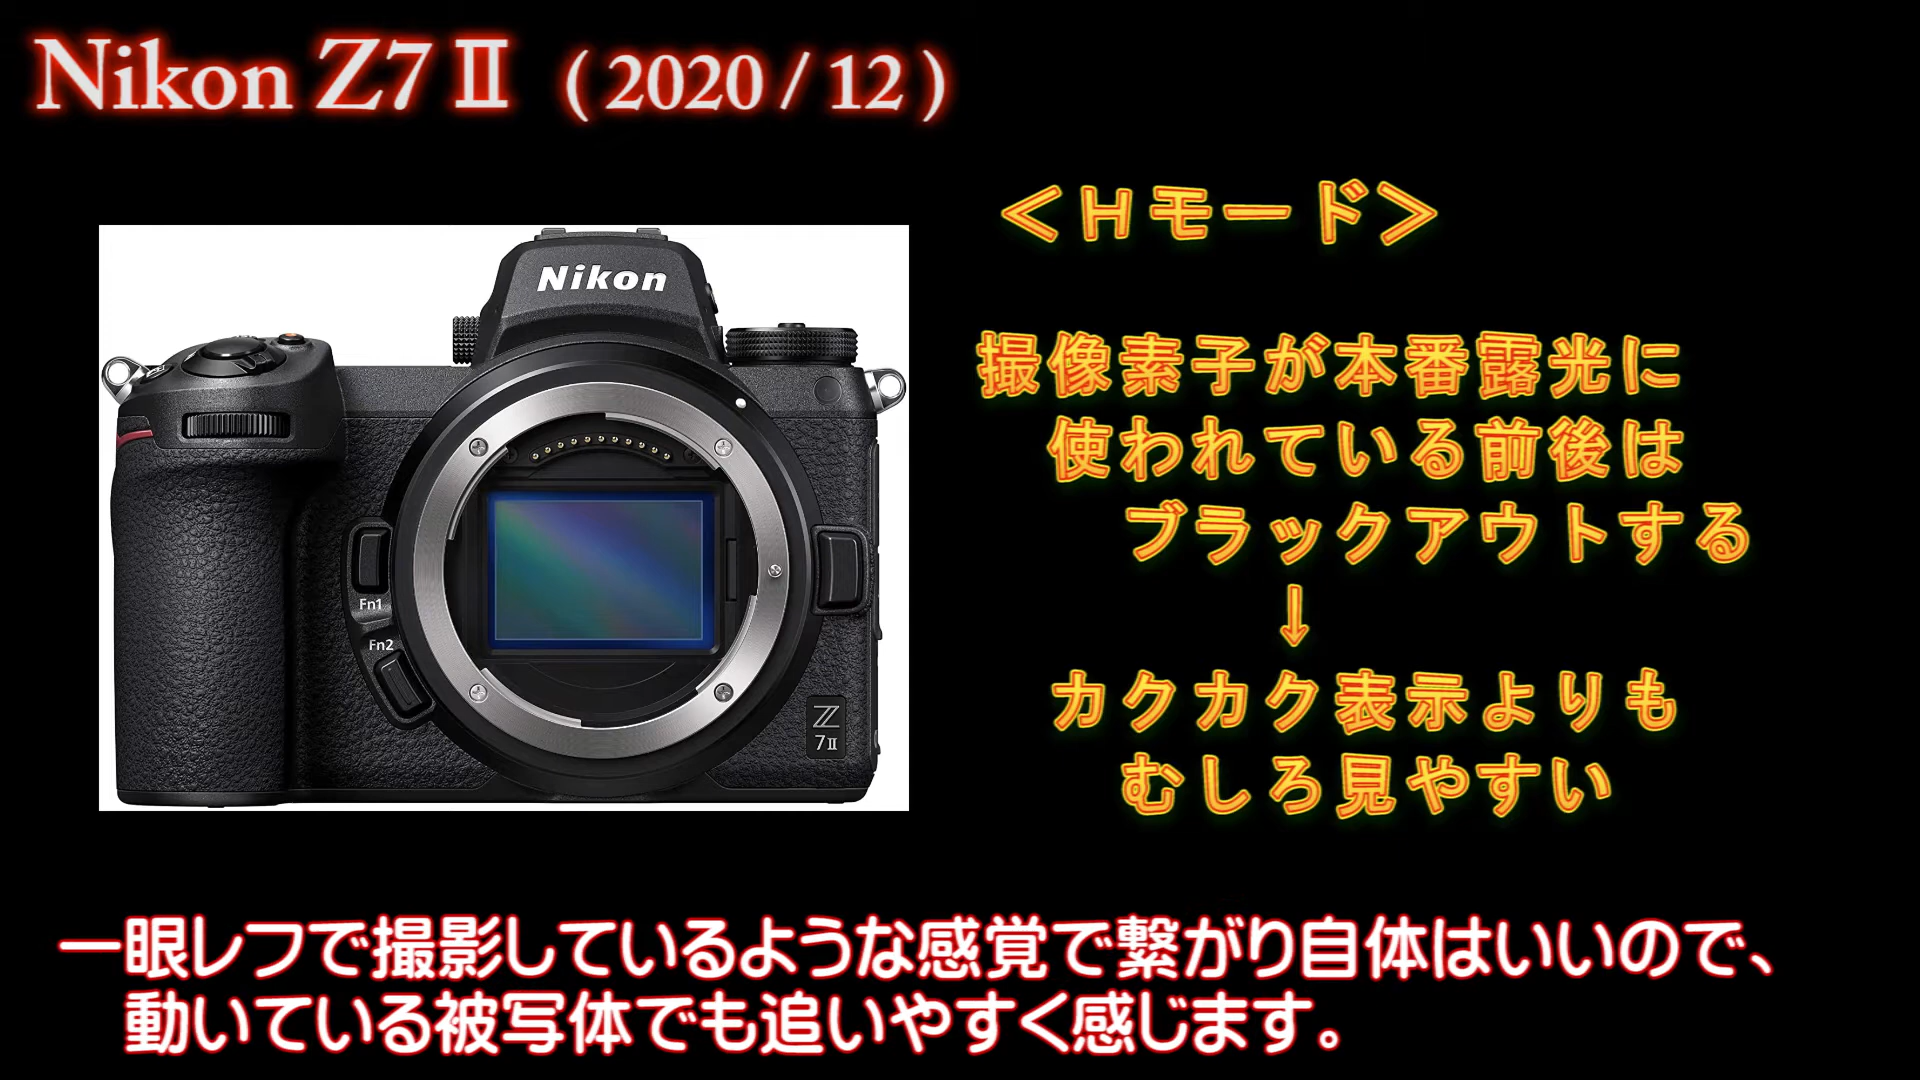 Nikon Z7Ⅱ (2020/12)
＜Hモード＞
Nikon
撮像素子が本番露光に
使われている前後は
ブラックアウトする
↓
Fn1
Fn2
カクカク表示よりも
むしろ見やすい
Z
7Ⅱ
一眼レフで撮影しているような感覚で繋がり自体はいいので、
動いている被写体でも追いやすく感じます。